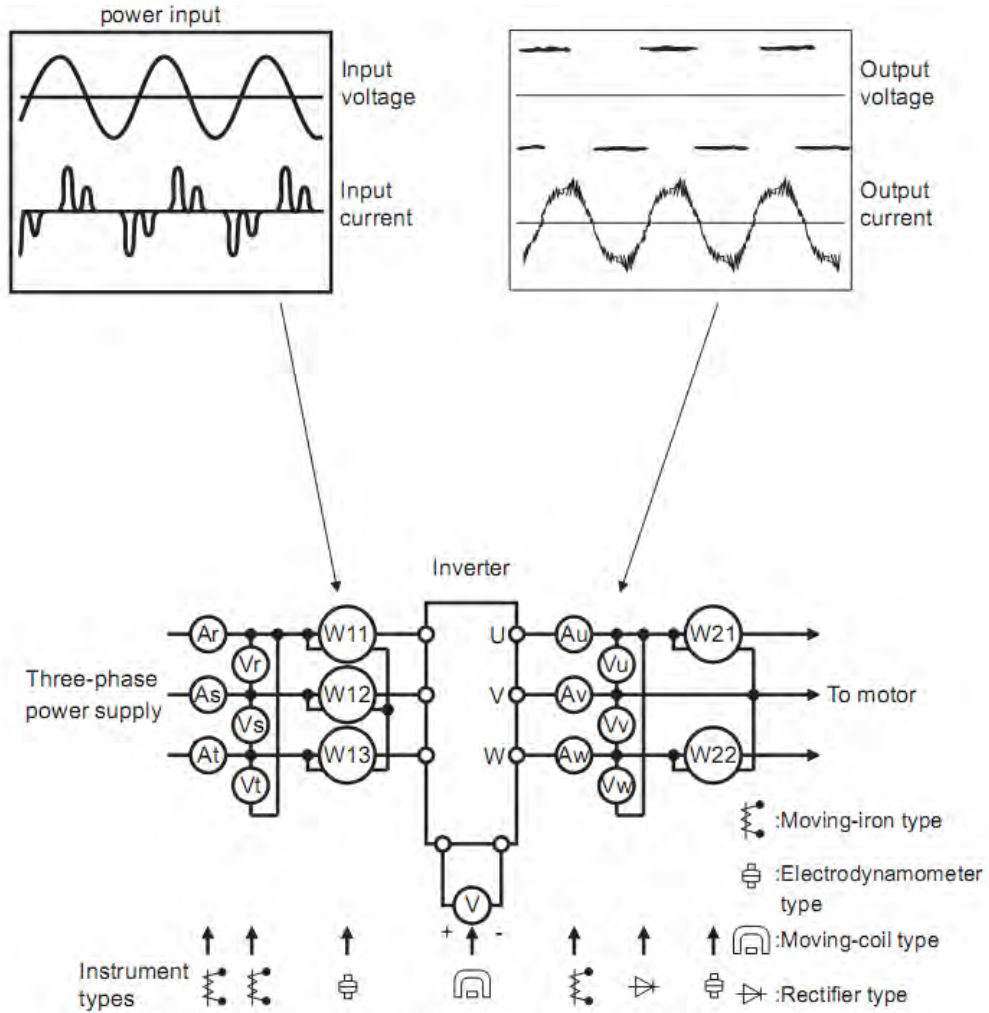 power input
Input
voltage
Input
current
Output
voltage
Output
current
Inverter
Three-phase
power supply
Ar
As
At
Vr
Vs
Vt
W11
W12
W13
U
V
W
Au
Av
Aw
Vu
Vv
Vw
W21
W22
To motor
V
+ -
Instrument
types
:Moving-iron type
:Electrodynamometer
type
:Moving-coil type
:Rectifier type